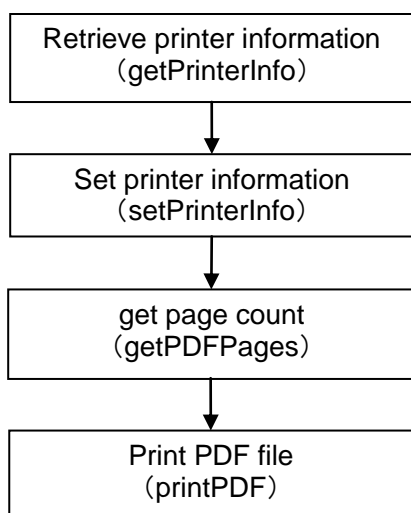 Retrieve printer information
（getPrinterInfo）
Set printer information
（setPrinterInfo）
get page count
（getPDFPages）
Print PDF file
（printPDF）